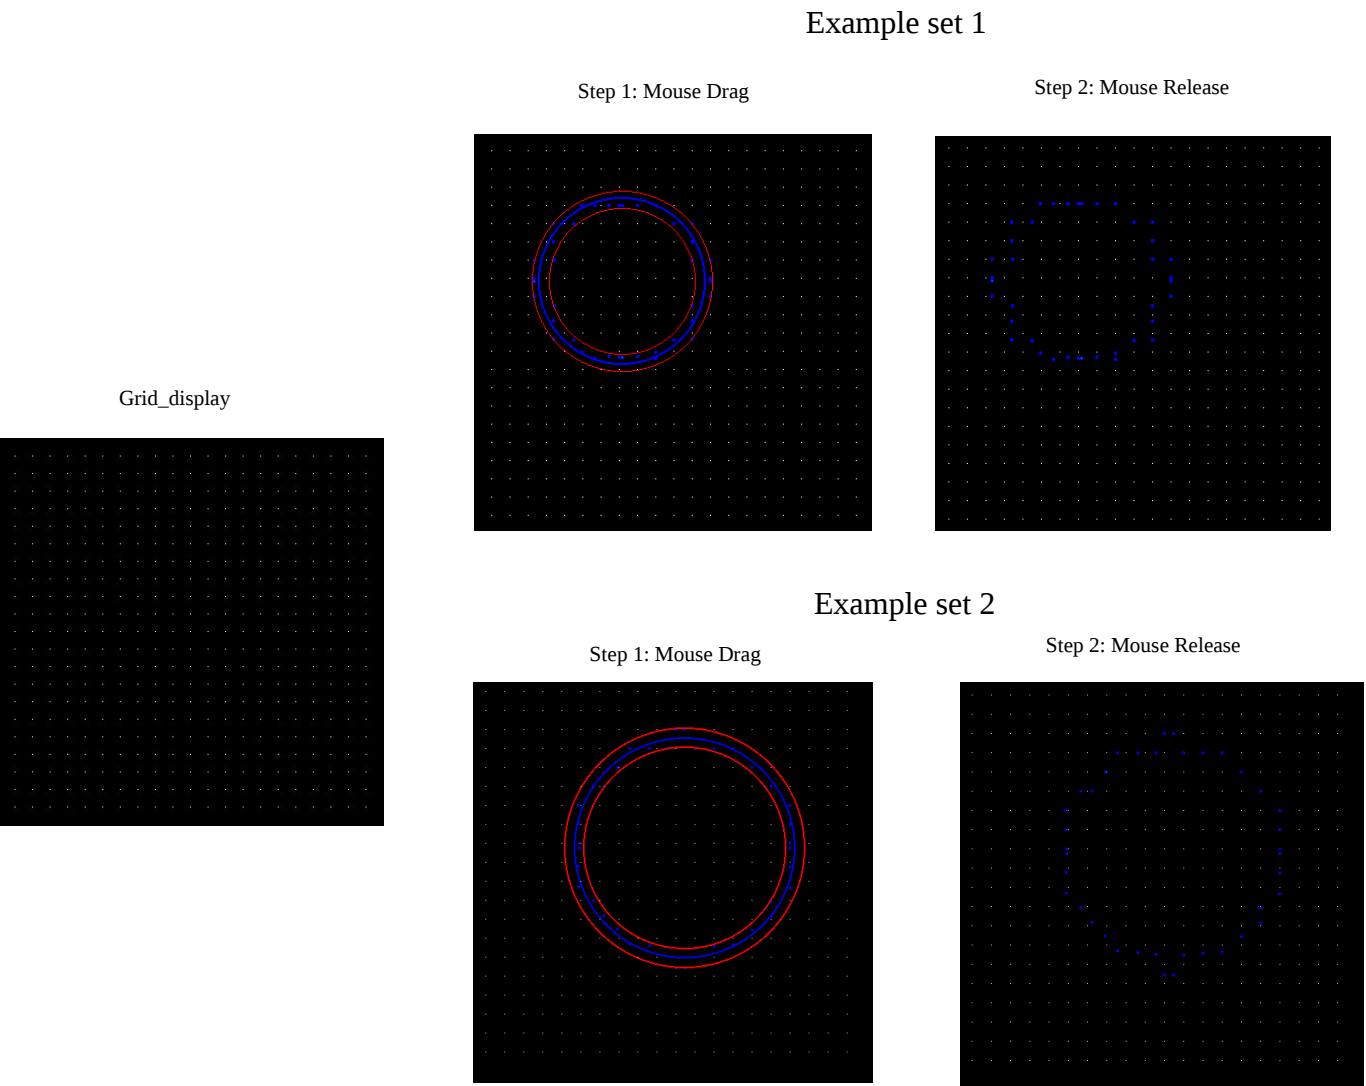 Example set 1
Step 1: Mouse Drag
Step 2: Mouse Release
Grid_display
Example set 2
Step 1: Mouse Drag
Step 2: Mouse Release